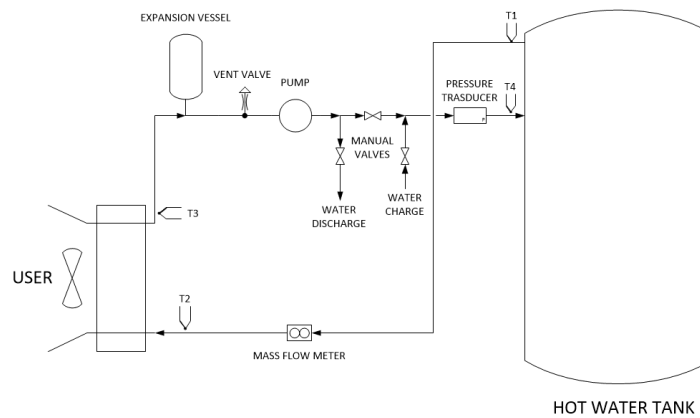 EXPANSION VESSEL
T1
VENT VALVE
PUMP
PRESSURE
TRASDUCER
T4
P
MANUAL
VALVES
WATER
DISCHARGE
WATER
CHARGE
T3
USER
T2
MASS FLOW METER
HOT WATER TANK